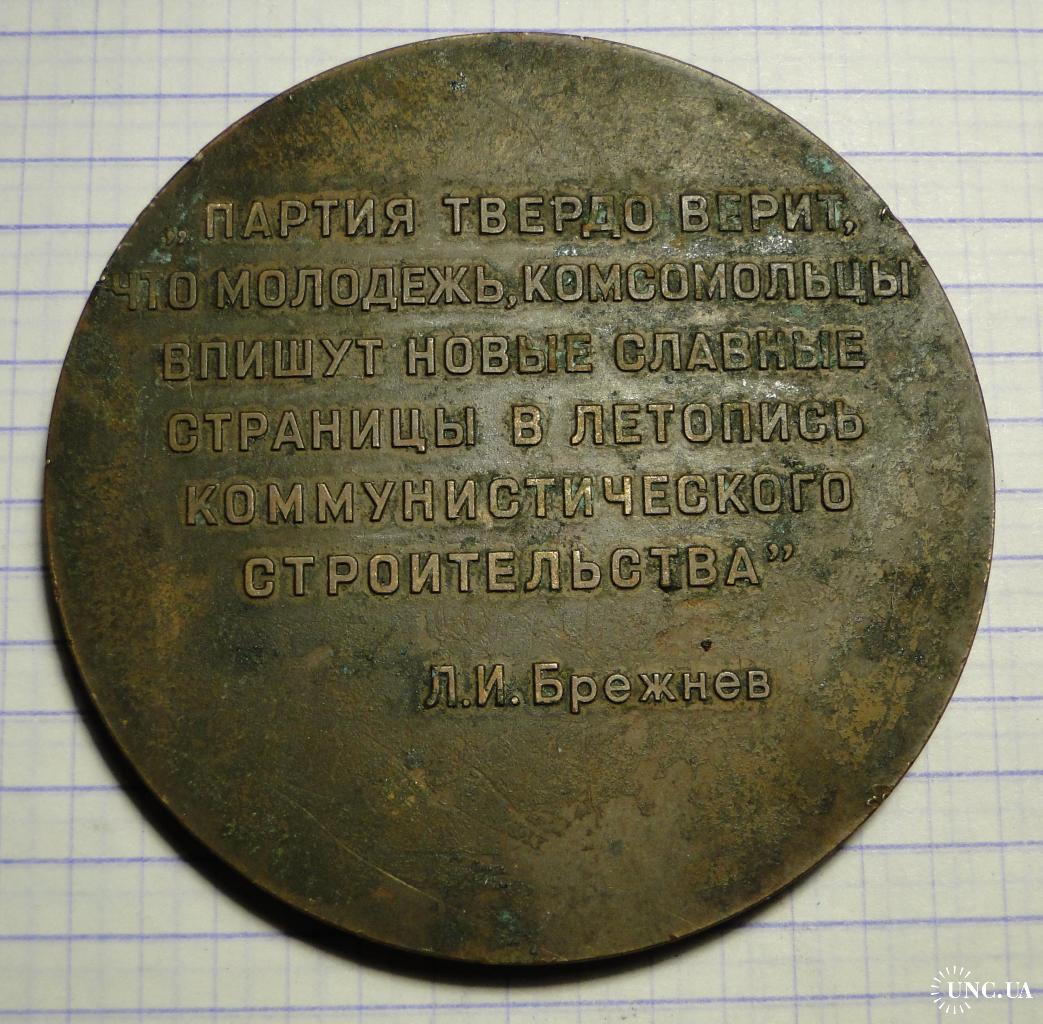 „ПАРТИЯ ТВЕРДО ВЕРИТ,
ЧТО МОЛОДЕЖЬ, КОМСОМОЛЬЦЫ
ВПИШУТ НОВЫЕ СЛАВНЫЕ
СТРАНИЦЫ В ЛЕТОПИСЬ
КОММУНИСТИЧЕСКОГО
СТРОИТЕЛЬСТВА”
Л.И. Брежнев
UNC.UA